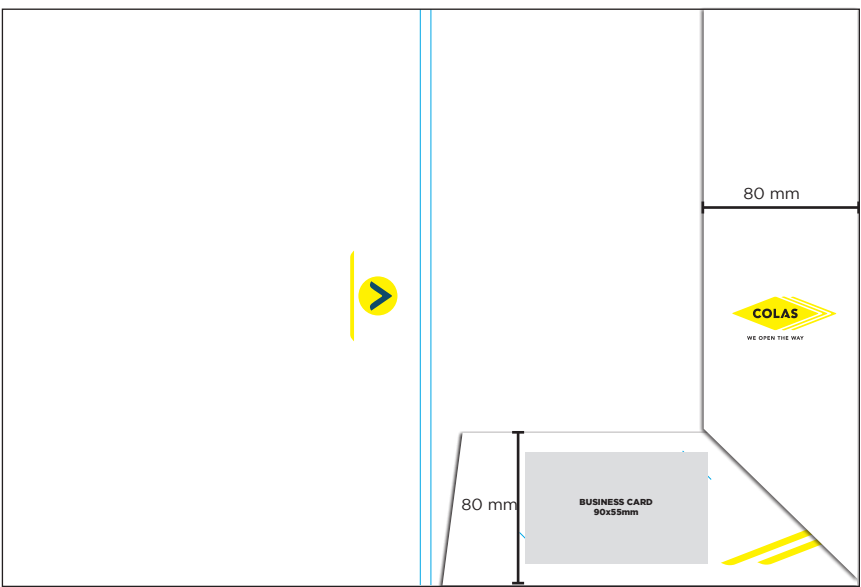 80 mm
COLAS
WE OPEN THE WAY
80 mm
BUSINESS CARD
90x55mm